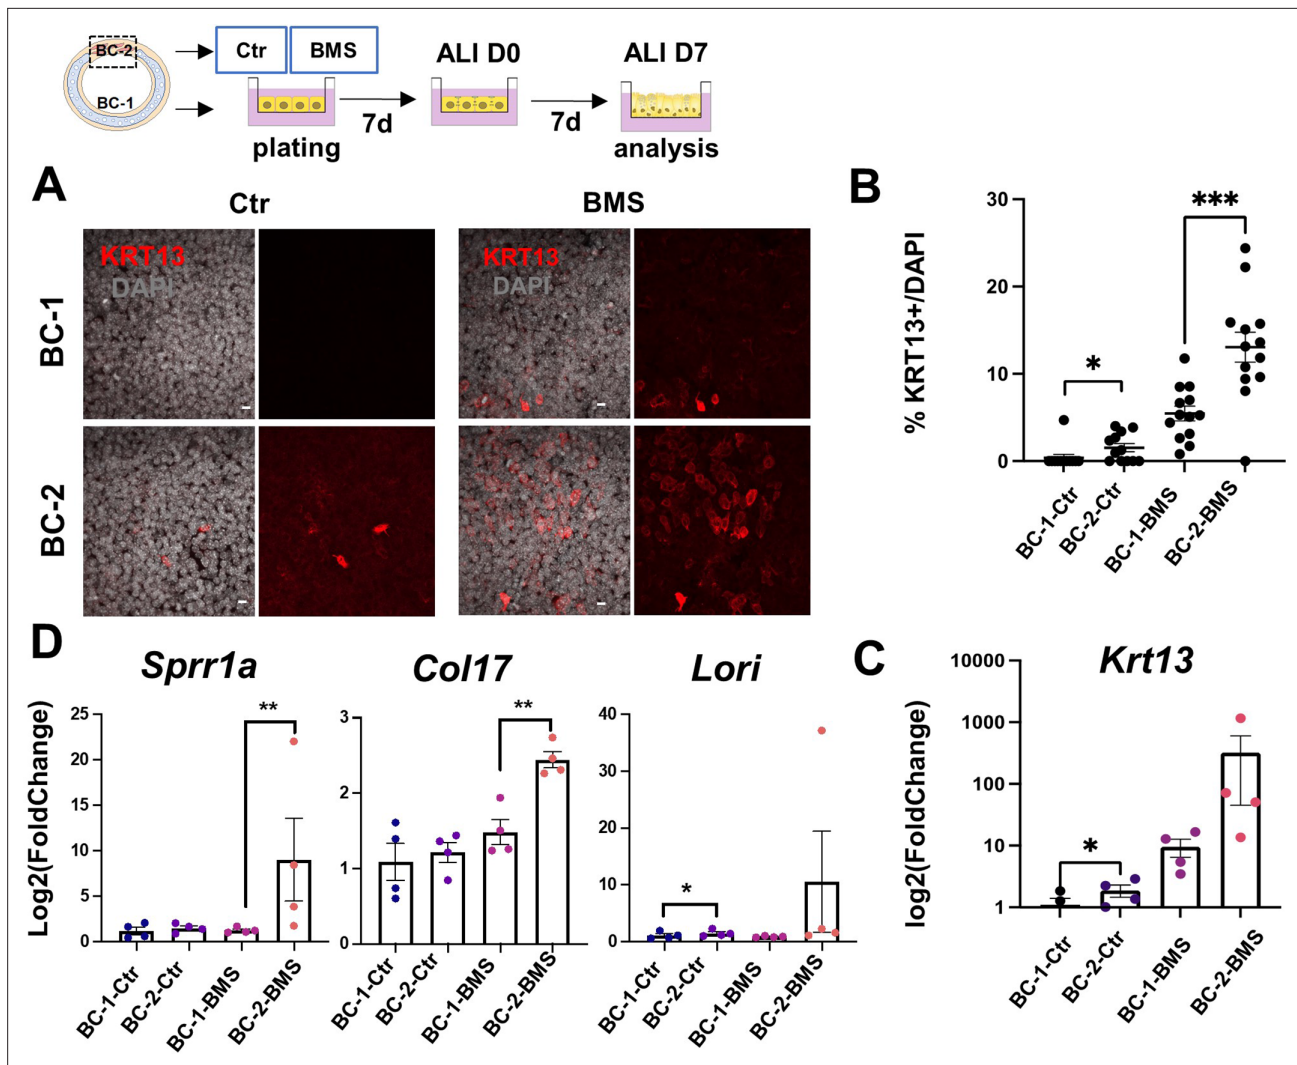 BC-2
BC-1
Ctr
BMS
ALI D0
ALI D7
7d
7d
plating
analysis
A
Ctr
BMS
BC-1
BC-2
KRT13
DAPI
KRT13
DAPI
B
% KRT13+/DAPI
30
20
10
0
*
***
BC-1-Ctr
BC-2-Ctr
BC-1-BMS
BC-2-BMS
D
Log2(FoldChange)
Sprr1a
25
20
15
10
5
0
**
BC-1-Ctr
BC-2-Ctr
BC-1-BMS
BC-2-BMS
Col17
3
2
1
0
**
BC-1-Ctr
BC-2-Ctr
BC-1-BMS
BC-2-BMS
Lori
40
30
20
10
0
*
BC-1-Ctr
BC-2-Ctr
BC-1-BMS
BC-2-BMS
C
Krt13
log2(FoldChange)
10000
1000
100
10
1
*
BC-1-Ctr
BC-2-Ctr
BC-1-BMS
BC-2-BMS